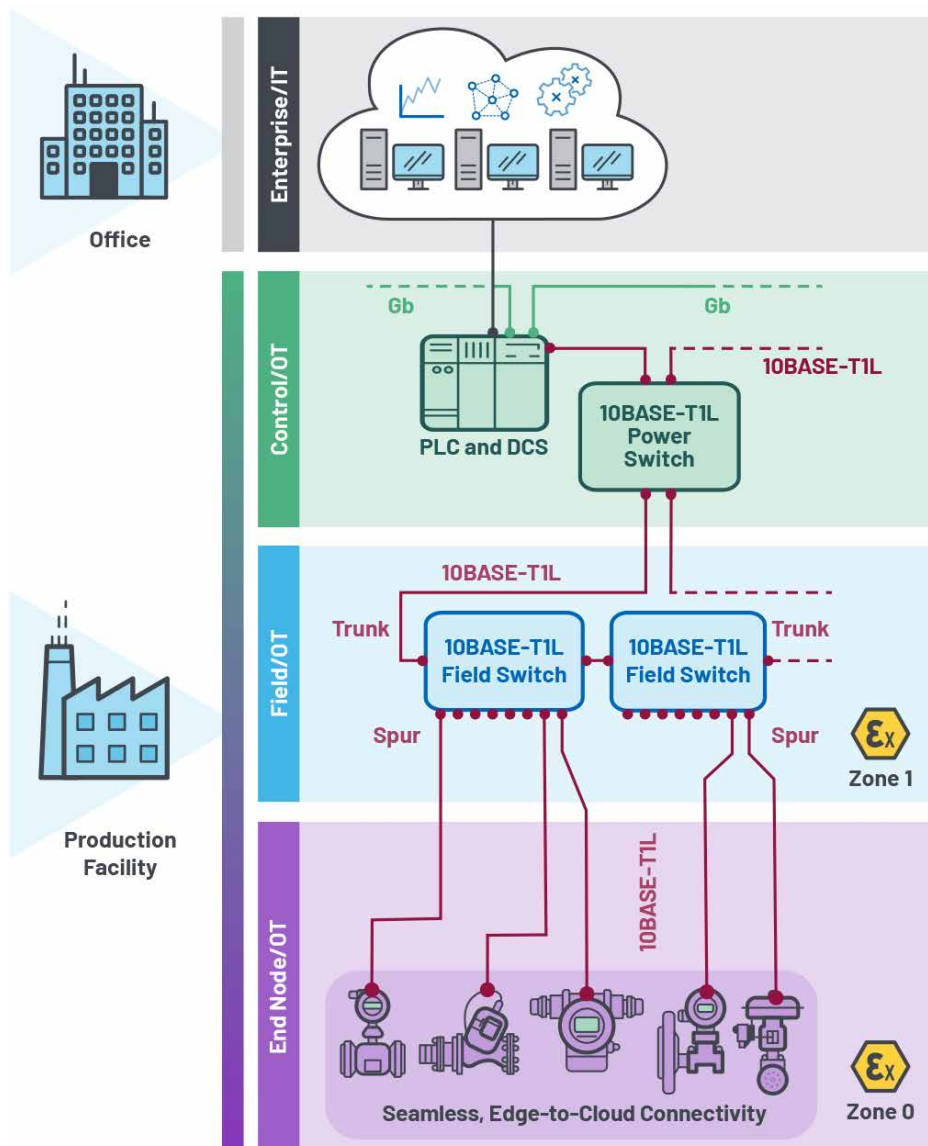 Enterprise/IT
Office
Control/OT
Gb
Gb
10BASE-T1L
10BASE-T1L
Power
Switch
PLC and DCS
Field/OT
10BASE-T1L
Trunk
10BASE-T1L
Field Switch
10BASE-T1L
Field Switch
Trunk
Spur
Spur
εx
Zone 1
Production
Facility
End Node/OT
10BASE-T1L
Seamless, Edge-to-Cloud Connectivity
εx
Zone 0